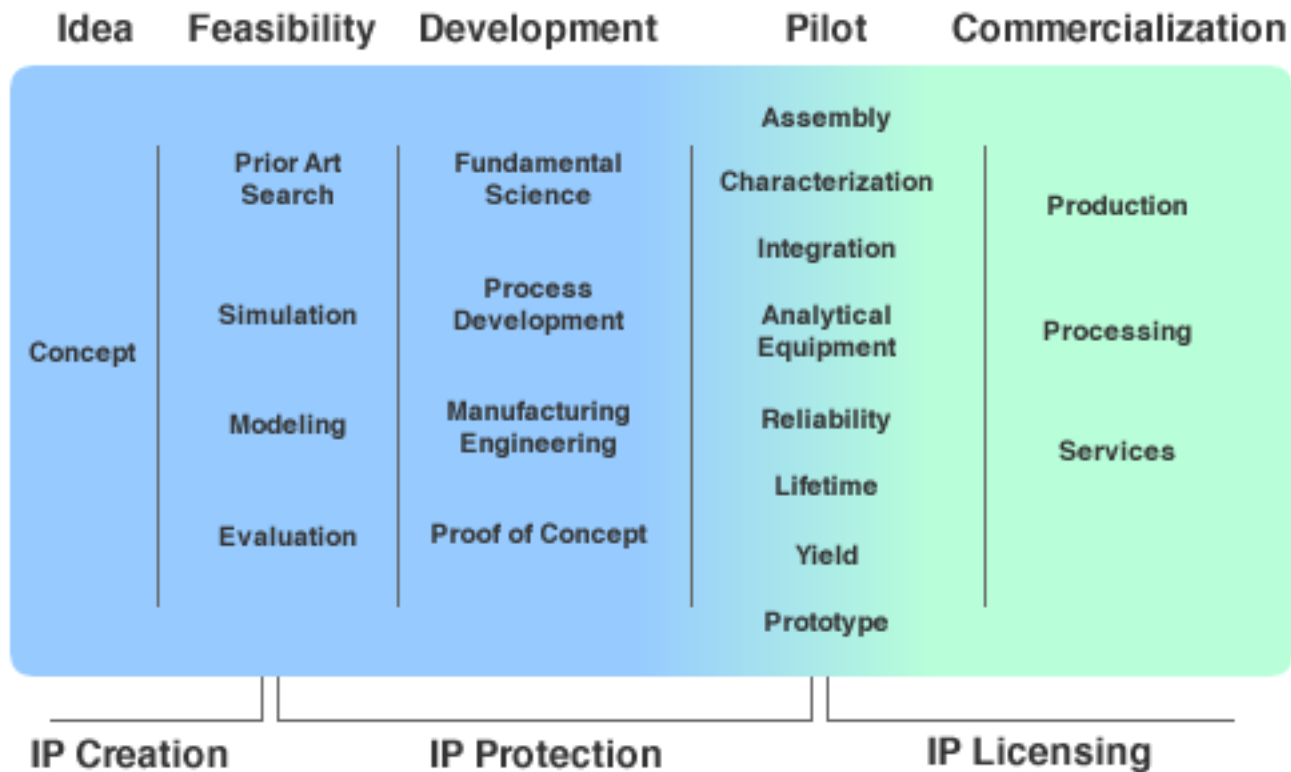 Idea Feasibility Development Pilot Commercialization
Concept
Prior Art
Search
Simulation
Modeling
Evaluation
Fundamental
Science
Process
Development
Manufacturing
Engineering
Proof of Concept
Assembly
Characterization
Integration
Analytical
Equipment
Reliability
Lifetime
Yield
Prototype
Production
Processing
Services
IP Creation IP Protection IP Licensing